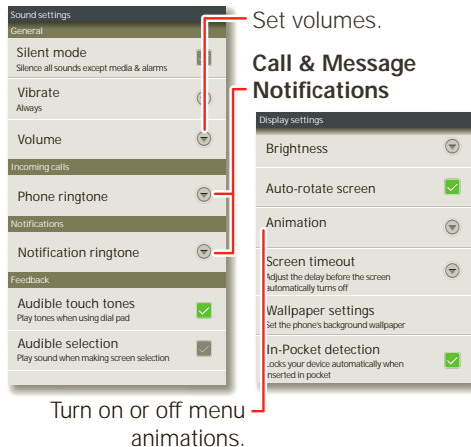 Sound settings
General
Silent mode
Silence all sounds except media & alarms
Vibrate
Always
Volume
Incoming calls
Phone ringtone
Notifications
Notification ringtone
Feedback
Audible touch tones
Play tones when using dial pad
Audible selection
Play sound when making screen selection
Set volumes.
Call & Message
Notifications
Display settings
Brightness
Auto-rotate screen
Animation
Screen timeout
Adjust the delay before the screen
automatically turns off
Wallpaper settings
Set the phone's background wallpaper
In-Pocket detection
Locks your device automatically when
inserted in pocket
Turn on or off menu
animations.